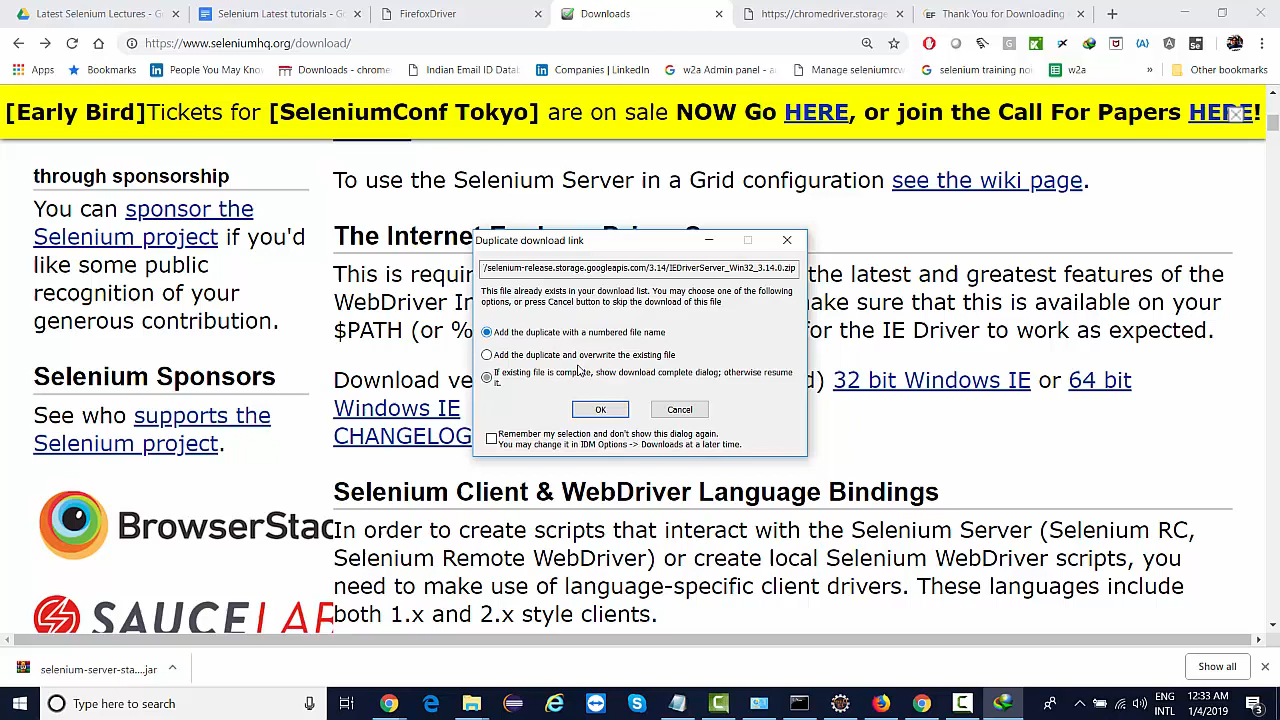 Latest Selenium Lectures - G
Selenium Latest tutorials - Go
FirefoxDriver
Downloads
https://chromedriver.storage
Thank You for Downloading
https://www.seleniumhq.org/download/
Apps
Bookmarks
People You May Know
Downloads - chrome
Indian Email ID Data
Companies | LinkedIn
w2a Admin panel - a
Manage seleniumrcw
selenium training no
w2a
»
Other bookmarks
[Early Bird]Tickets for [SeleniumConf Tokyo] are on sale NOW Go HERE, or join the Call For Papers HERE!
through sponsorship
You can sponsor the
Selenium project if you'd
like some public
recognition of your
generous contribution.
Selenium Sponsors
See who supports the
Selenium project.
BrowserStac
SAUCELAB
To use the Selenium Server in a Grid configuration see the wiki page.
The Internet
This is requir
WebDriver In
$PATH (or %
the latest and greatest features of the
make sure that this is available on your
for the IE Driver to work as expected.
Download ve
) 32 bit Windows IE or 64 bit
Windows IE
CHANGELOG
Duplicate download link
/selenium-release.storage.googleapis.com/3.14/IEDriverServer_Win32_3.14.0.zip
This file already exists in your download list. You may choose one of the following
options, or press Cancel button to skip the download of this file
Add the duplicate with a numbered file name
Add the duplicate and overwrite the existing file
If existing file is complete, show download complete dialog; otherwise resume
it.
OK
Cancel
Remember my selection and don't show this dialog again.
You may change it in IDM Options -> Downloads at a later time.
Selenium Client & WebDriver Language Bindings
In order to create scripts that interact with the Selenium Server (Selenium RC,
Selenium Remote WebDriver) or create local Selenium WebDriver scripts, you
need to make use of language-specific client drivers. These languages include
both 1.x and 2.x style clients.
selenium-server-sta....jar
Show all
Type here to search
ENG
INTL
12:33 AM
1/4/2019
3